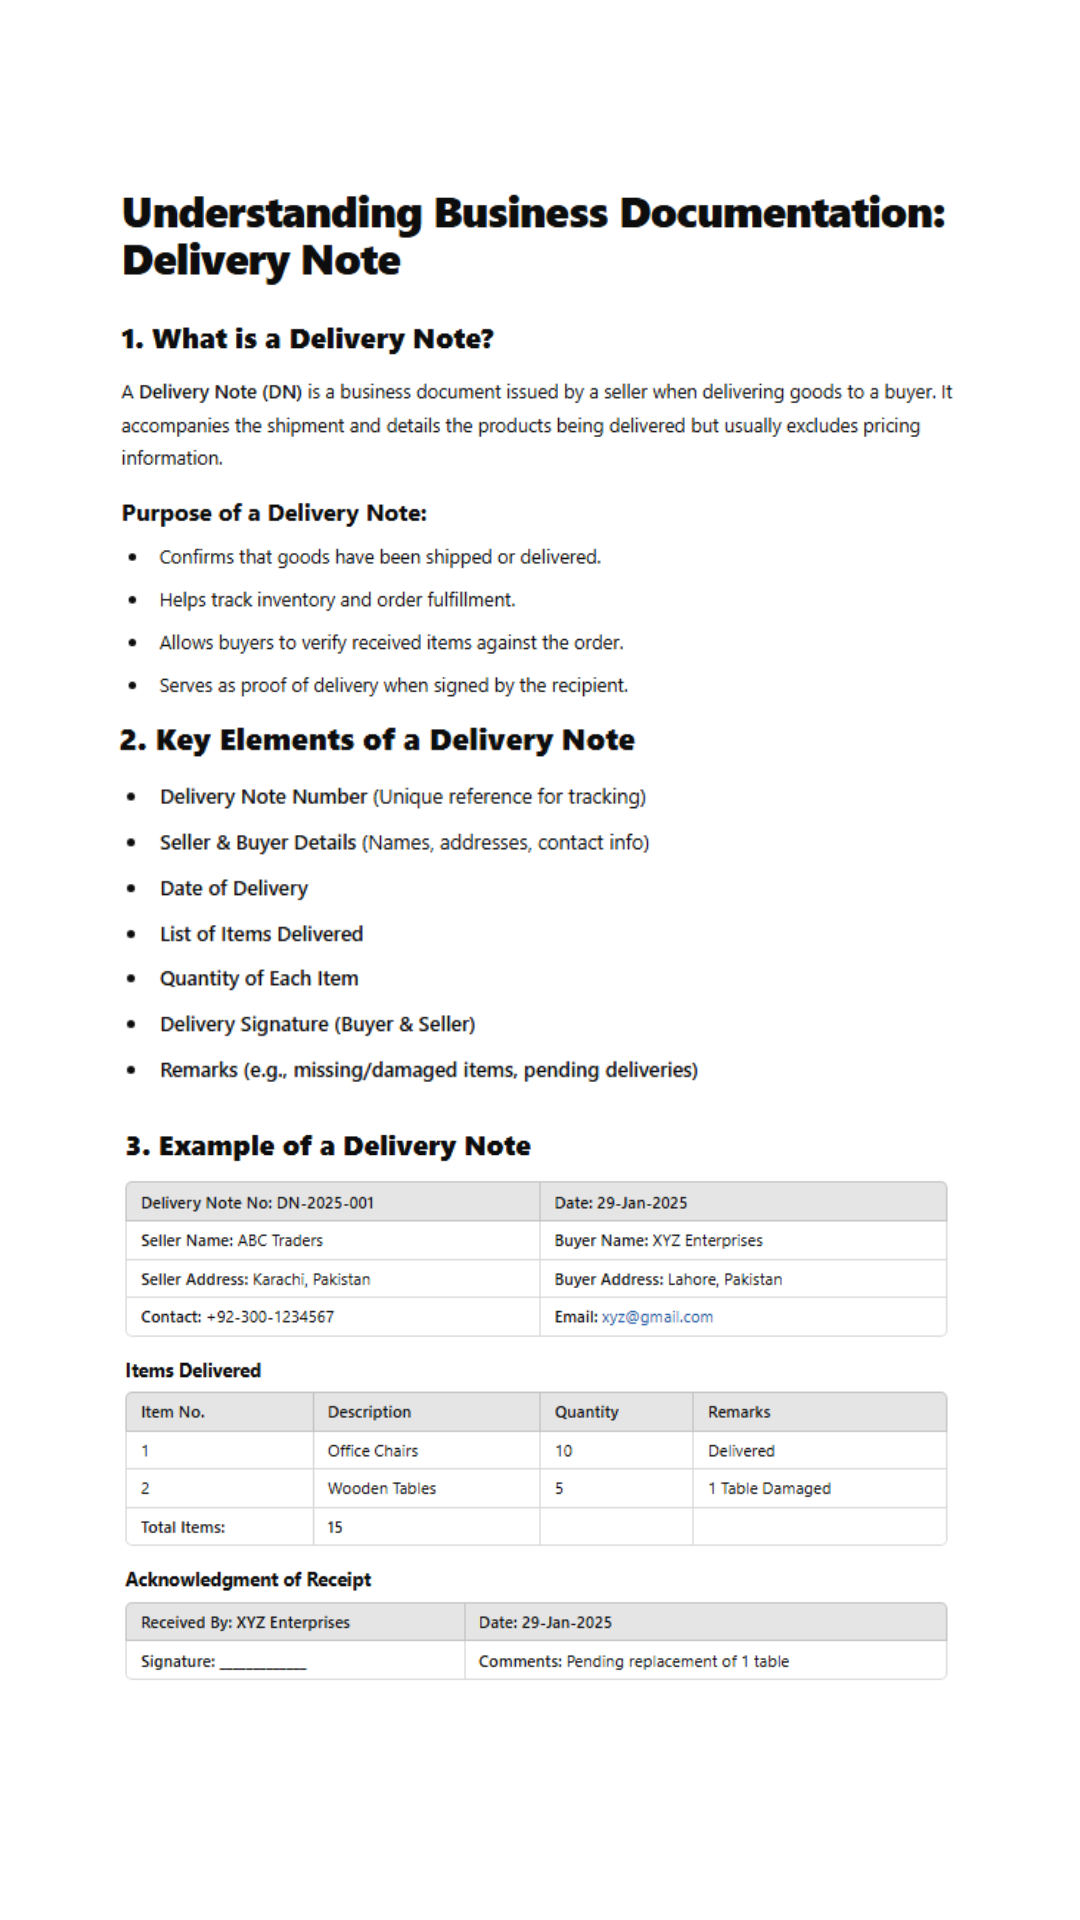 Understanding Business Documentation:
Delivery Note
1. What is a Delivery Note?
A Delivery Note (DN) is a business document issued by a seller when delivering goods to a buyer. It
accompanies the shipment and details the products being delivered but usually excludes pricing
information.
Purpose of a Delivery Note:
• Confirms that goods have been shipped or delivered.
• Helps track inventory and order fulfillment.
• Allows buyers to verify received items against the order.
• Serves as proof of delivery when signed by the recipient.
2. Key Elements of a Delivery Note
• Delivery Note Number (Unique reference for tracking)
• Seller & Buyer Details (Names, addresses, contact info)
• Date of Delivery
• List of Items Delivered
• Quantity of Each Item
• Delivery Signature (Buyer & Seller)
• Remarks (e.g., missing/damaged items, pending deliveries)
3. Example of a Delivery Note
Delivery Note No: DN-2025-001 Date: 29-Jan-2025
Seller Name: ABC Traders Buyer Name: XYZ Enterprises
Seller Address: Karachi, Pakistan Buyer Address: Lahore, Pakistan
Contact: +92-300-1234567 Email: xyz@gmail.com
Items Delivered
Item No. Description Quantity Remarks
1 Office Chairs 10 Delivered
2 Wooden Tables 5 1 Table Damaged
Total Items: 15
Acknowledgment of Receipt
Received By: XYZ Enterprises Date: 29-Jan-2025
Signature: ____________ Comments: Pending replacement of 1 table